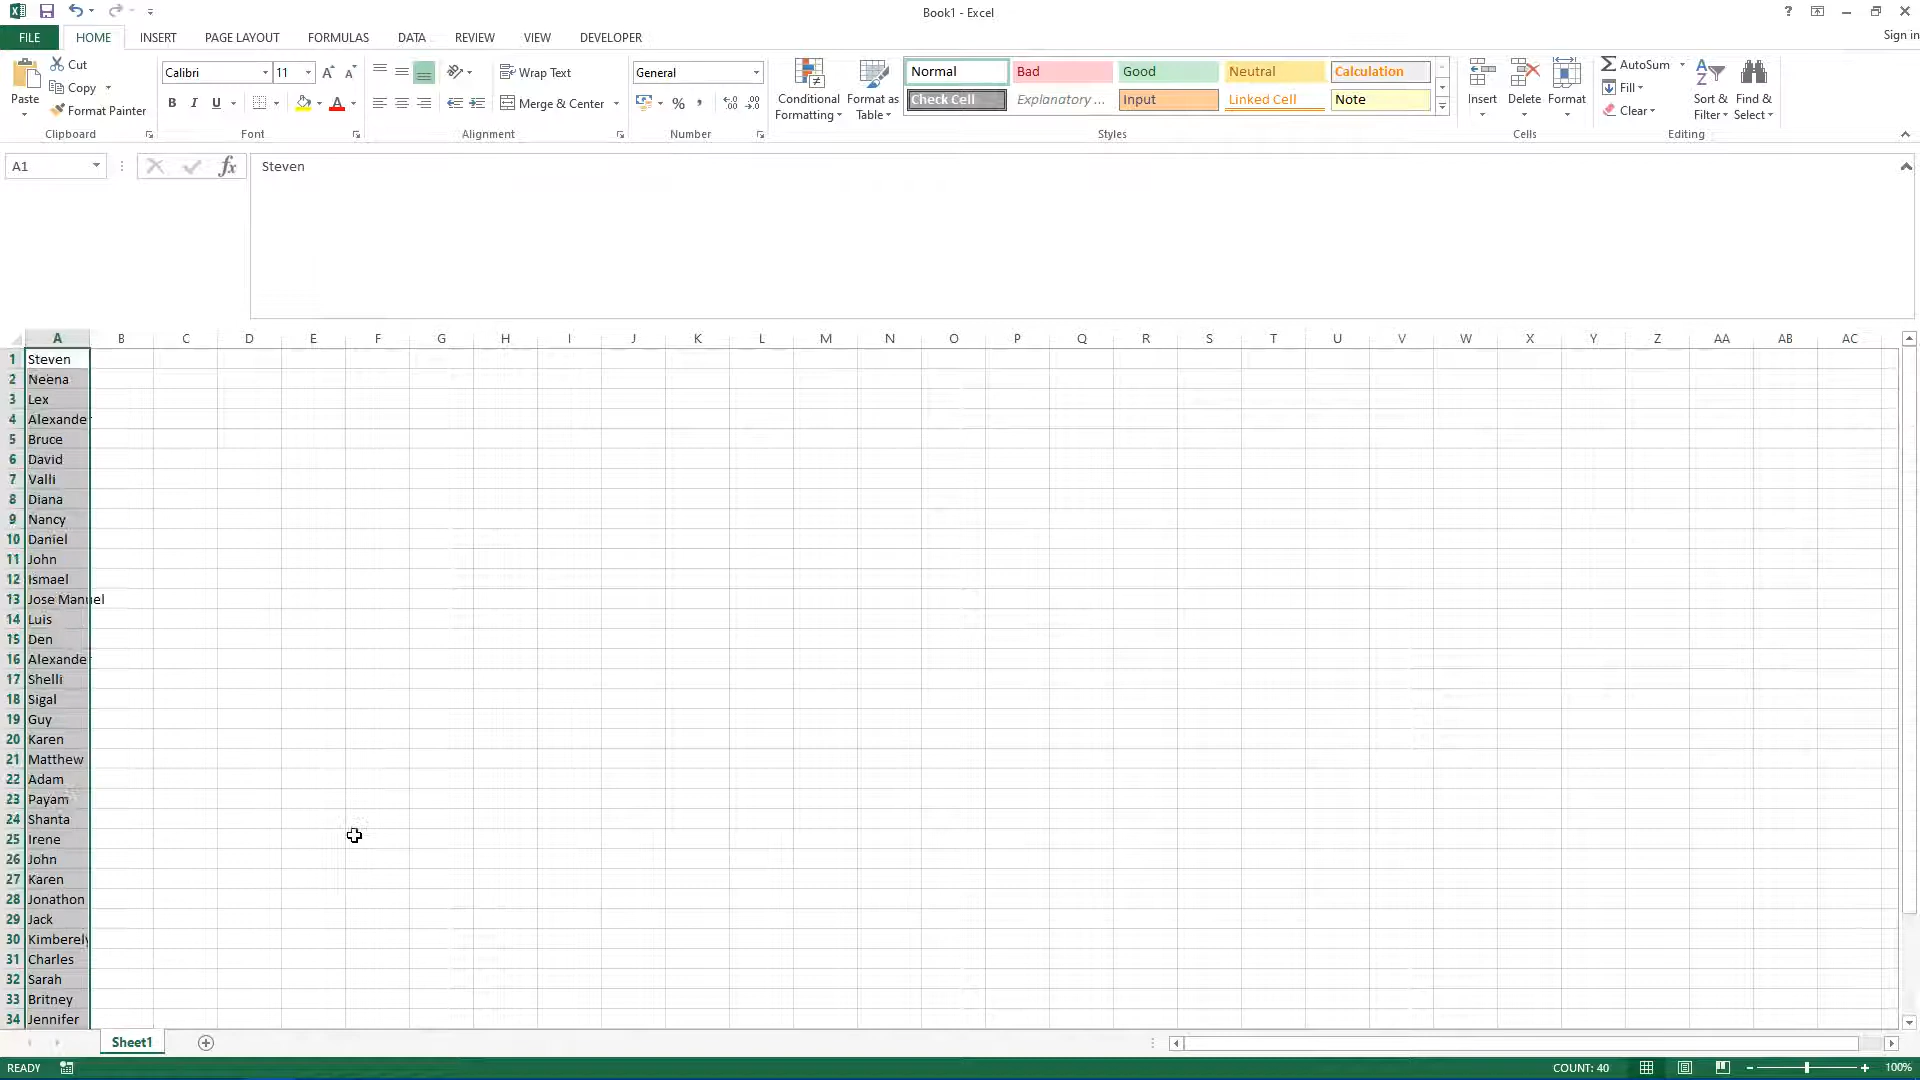 Book1 - Excel
?
Sign in
FILE HOME INSERT PAGE LAYOUT FORMULAS DATA REVIEW VIEW DEVELOPER
Paste
Cut
Copy
Format Painter
Clipboard
Calibri 11
B I U
Font
Wrap Text
Merge & Center
Alignment
General
%
Number
Conditional Formatting
Format as Table
Normal Bad Good Neutral Calculation
Check Cell Explanatory ... Input Linked Cell Note
Styles
Insert Delete Format
Cells
AutoSum
Fill
Clear
Sort & Filter
Find & Select
Editing
A1 fx Steven
A B C D E F G H I J K L M N O P Q R S T U V W X Y Z AA AB AC
1 Steven
2 Neena
3 Lex
4 Alexander
5 Bruce
6 David
7 Valli
8 Diana
9 Nancy
10 Daniel
11 John
12 Ismael
13 Jose Manuel
14 Luis
15 Den
16 Alexander
17 Shelli
18 Sigal
19 Guy
20 Karen
21 Matthew
22 Adam
23 Payam
24 Shanta
25 Irene
26 John
27 Karen
28 Jonathon
29 Jack
30 Kimberely
31 Charles
32 Sarah
33 Britney
34 Jennifer
Sheet1
READY COUNT: 40 100%